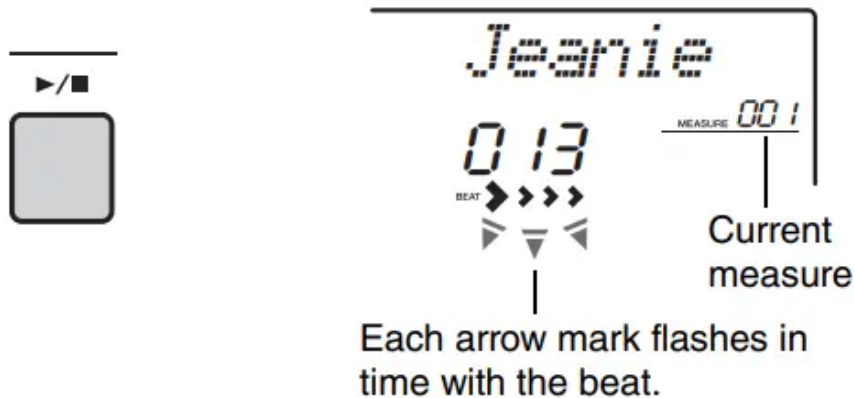 ►/■
Jeanie
MEASURE 001
013
BEAT
Current
measure
Each arrow mark flashes in
time with the beat.